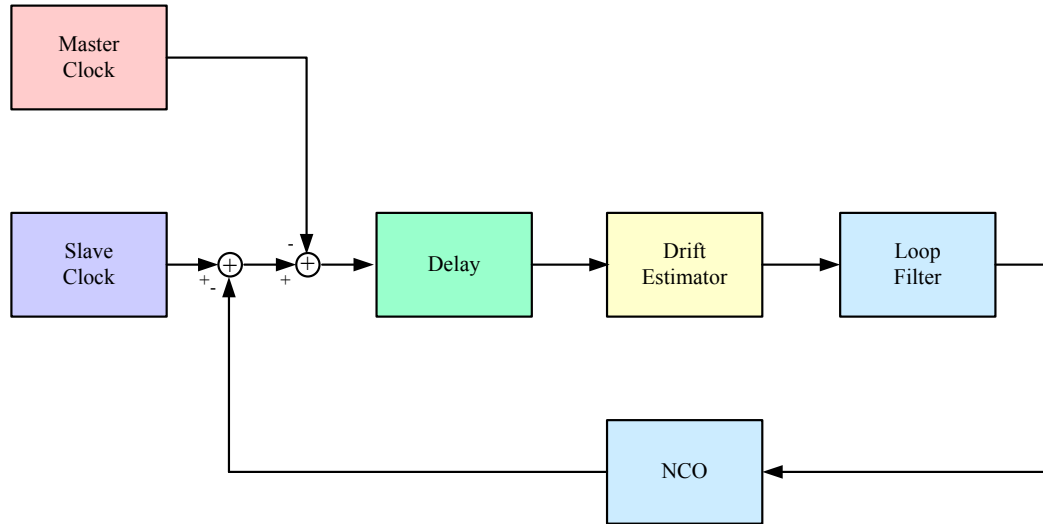 Master
Clock
Slave
Clock
+
-
+
-
+
+
Delay
Drift
Estimator
Loop
Filter
NCO